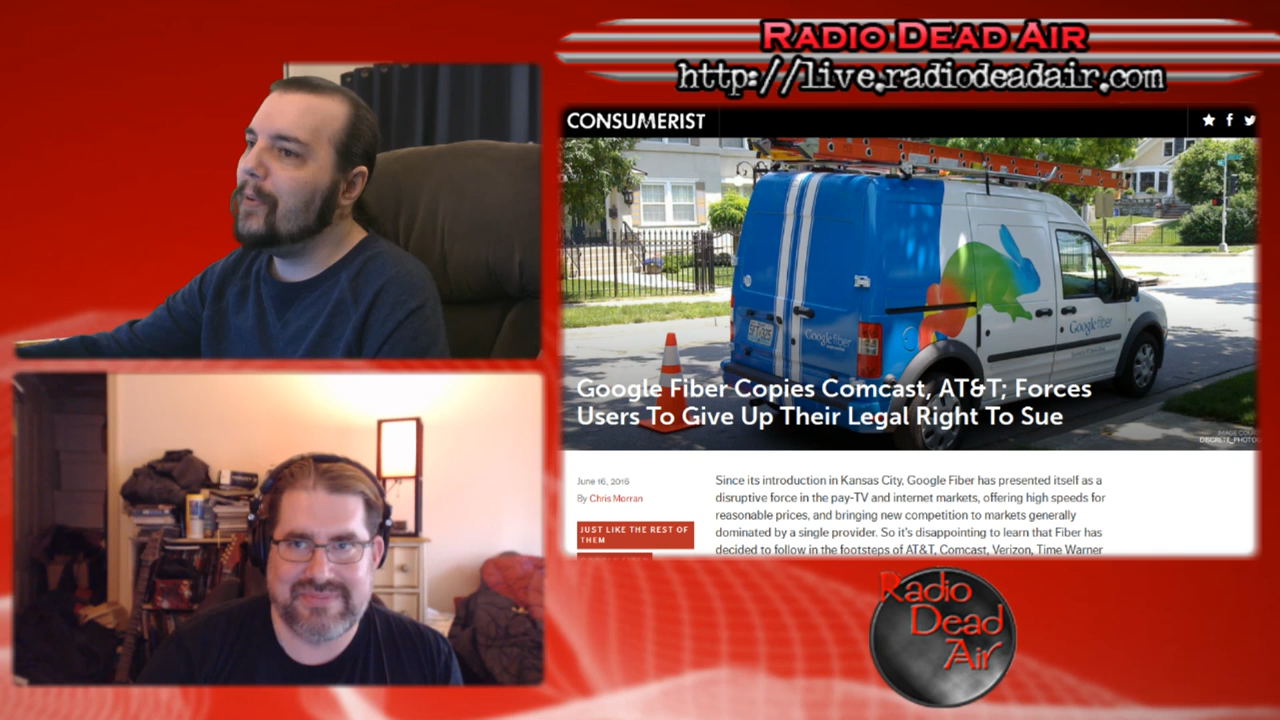 RADIO DEAD AIR
http://live.radiodeadair.com
CONSUMERIST
Google fiber
Google fiber
Google Fiber Copies Comcast, AT&T; Forces
Users To Give Up Their Legal Right To Sue
DISCRETE_PHOTO
June 16, 2016
By Chris Morran
JUST LIKE THE REST OF
THEM
Since its introduction in Kansas City, Google Fiber has presented itself as a
disruptive force in the pay-TV and internet markets, offering high speeds for
reasonable prices, and bringing new competition to markets generally
dominated by a single provider. So it's disappointing to learn that Fiber has
decided to follow in the footsteps of AT&T, Comcast, Verizon, Time Warner
Radio
Dead
Air